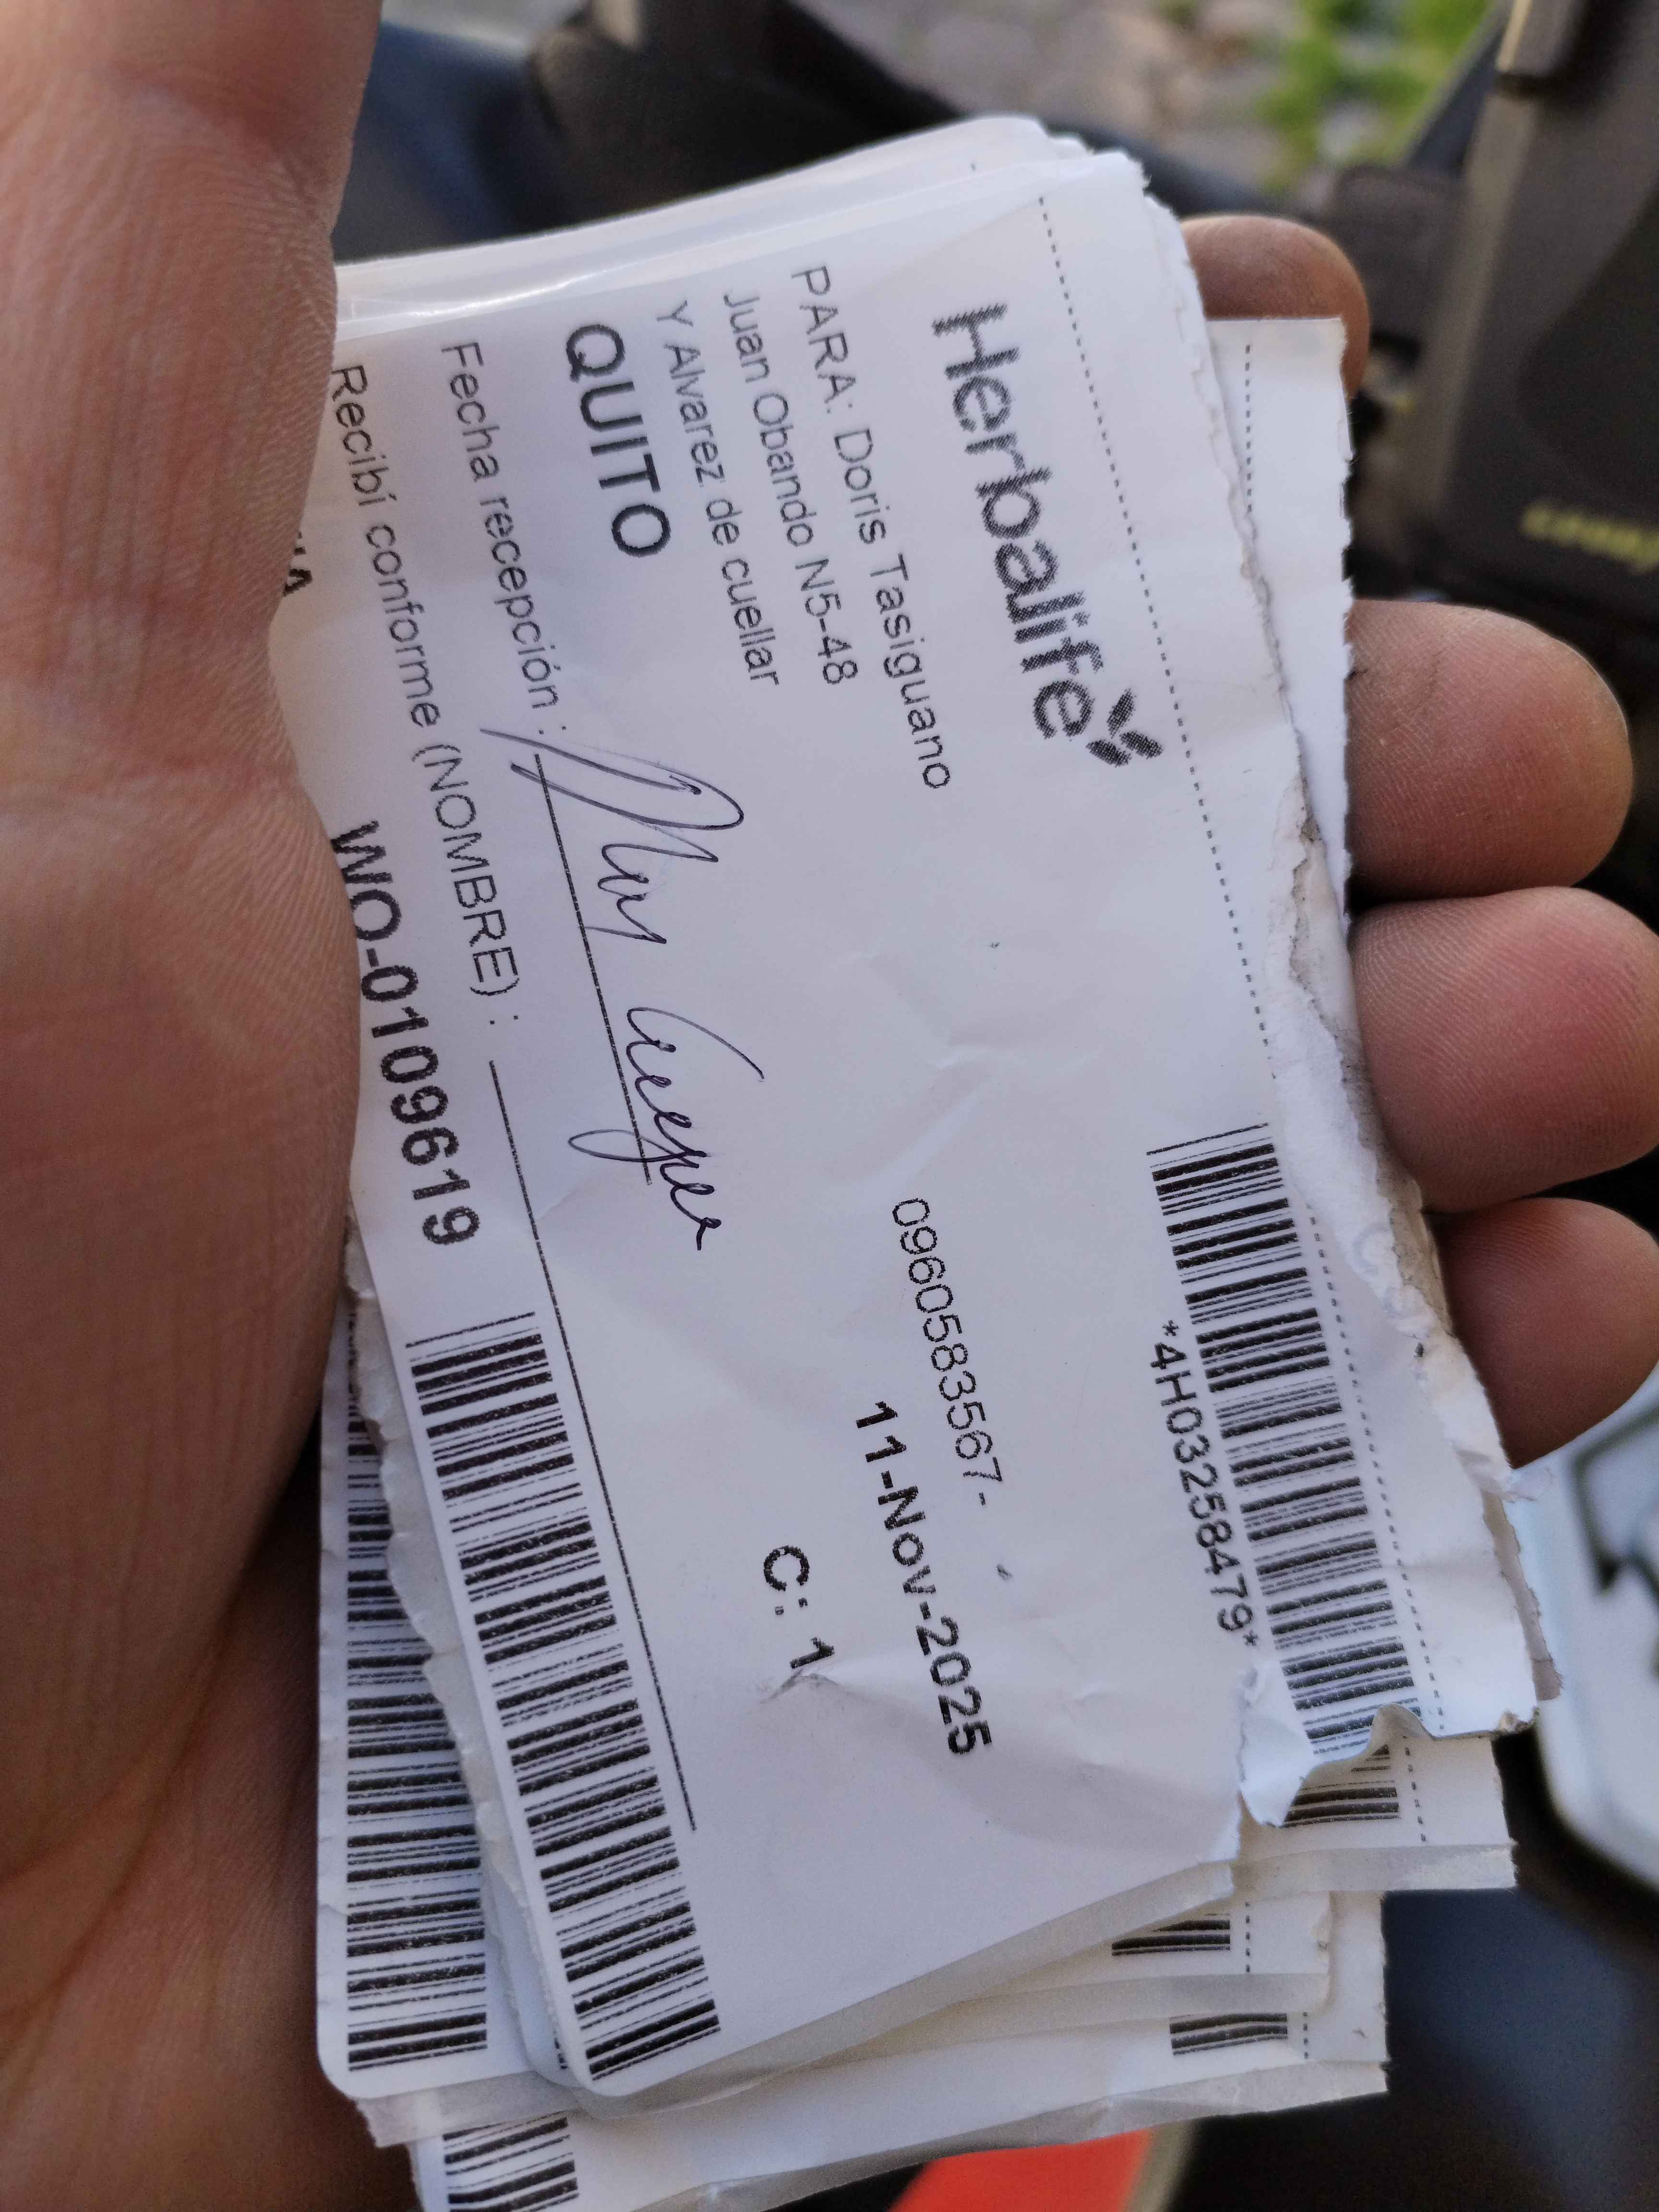 Herbalife
*4H03258479*
PARA: Doris Tasiguano
0960583567-
Juan Obando N5-48
11-Nov-2025
Y Alvarez de cuellar
C: 1
QUITO
Fecha recepción :
Recibí conforme (NOMBRE) :
WO-0109619